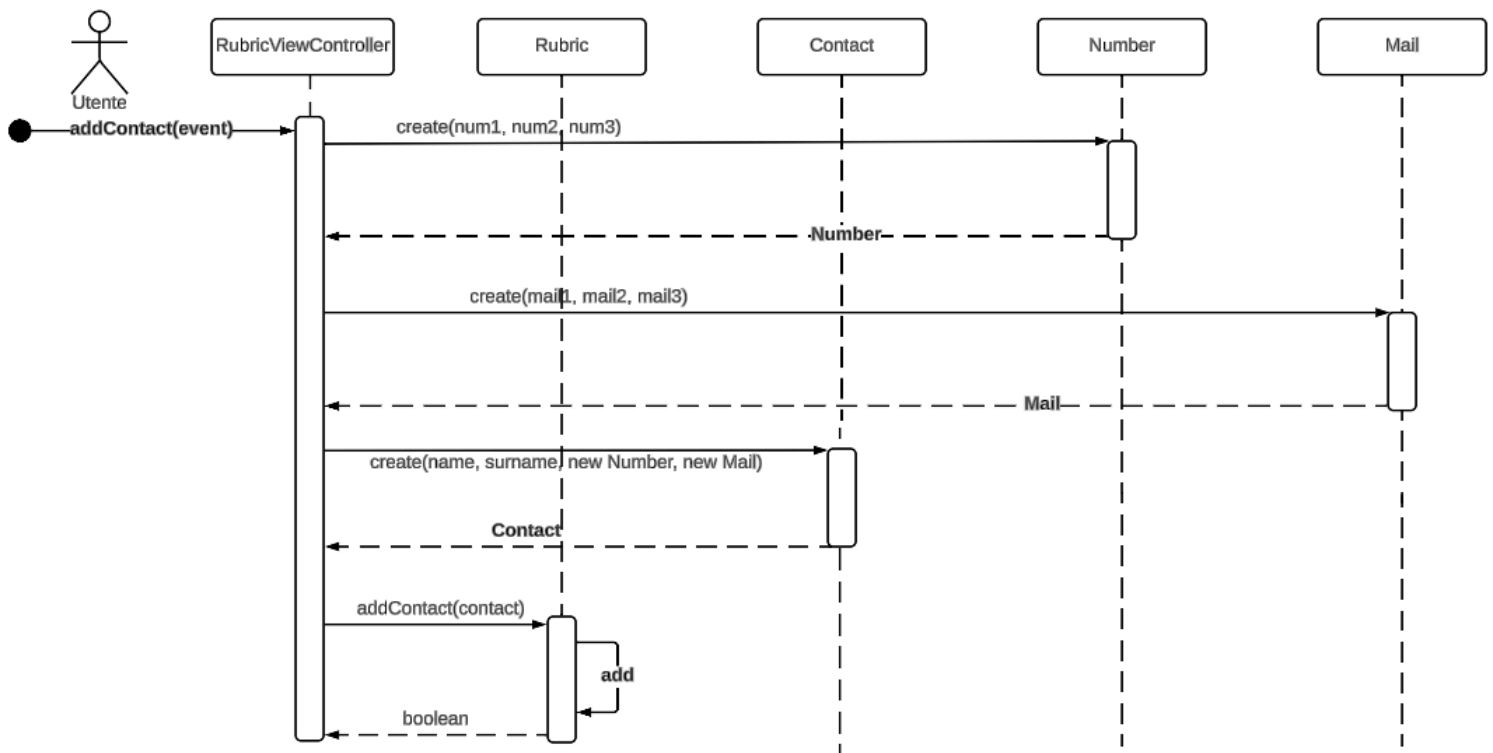 RubricViewController
Rubric
Contact
Number
Mail
Utente
addContact(event)
create(num1, num2, num3)
Number
create(mail1, mail2, mail3)
Mail
create(name, surname, new Number, new Mail)
Contact
addContact(contact)
add
boolean